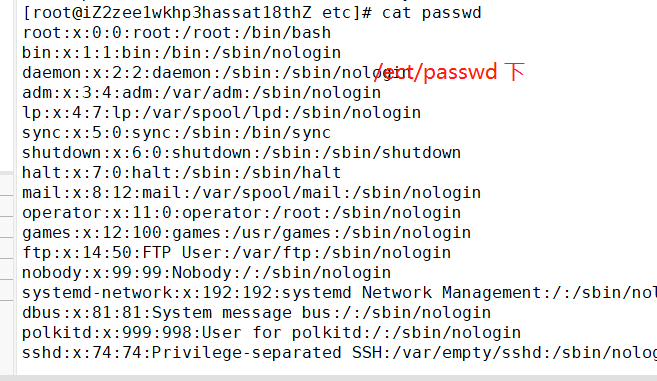 [root@iZ2zee1wkhp3hassat18thZ etc]# cat passwd
root:x:0:0:root:/root:/bin/bash
bin:x:1:1:bin:/bin:/sbin/nologin
daemon:x:2:2:daemon:/sbin:/sbin/nologin
/ect/passwd 下
adm:x:3:4:adm:/var/adm:/sbin/nologin
lp:x:4:7:lp:/var/spool/lpd:/sbin/nologin
sync:x:5:0:sync:/sbin:/bin/sync
shutdown:x:6:0:shutdown:/sbin:/sbin/shutdown
halt:x:7:0:halt:/sbin:/sbin/halt
mail:x:8:12:mail:/var/spool/mail:/sbin/nologin
operator:x:11:0:operator:/root:/sbin/nologin
games:x:12:100:games:/usr/games:/sbin/nologin
ftp:x:14:50:FTP User:/var/ftp:/sbin/nologin
nobody:x:99:99:Nobody:/:/sbin/nologin
systemd-network:x:192:192:systemd Network Management:/:/sbin/nol
dbus:x:81:81:System message bus:/:/sbin/nologin
polkitd:x:999:998:User for polkitd:/:/sbin/nologin
sshd:x:74:74:Privilege-separated SSH:/var/empty/sshd:/sbin/nolog